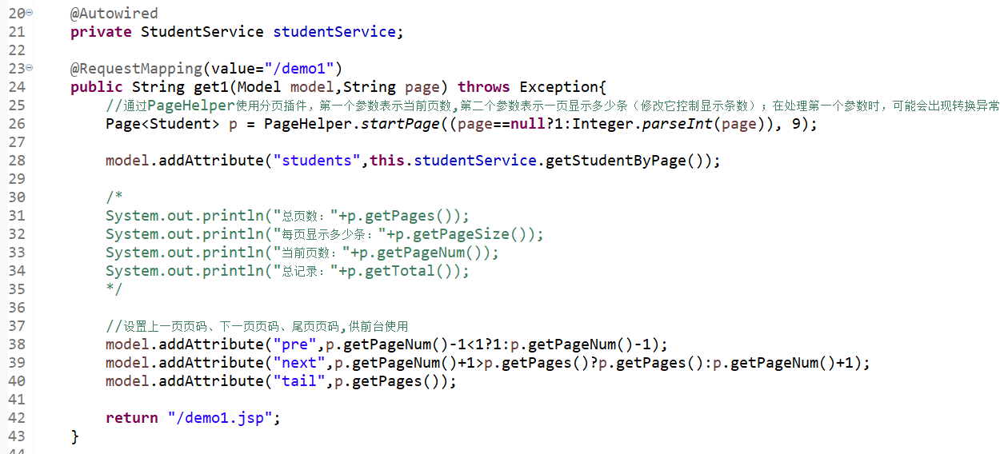 20 @Autowired
21 private StudentService studentService;
22
23 @RequestMapping(value="/demo1")
24 public String get1(Model model,String page) throws Exception{
25 //通过PageHelper使用分页插件，第一个参数表示当前页数,第二个参数表示一页显示多少条（修改它控制显示条数）；在处理第一个参数时，可能会出现转换异常
26 Page<Student> p = PageHelper.startPage((page==null?1:Integer.parseInt(page)), 9);
27
28 model.addAttribute("students",this.studentService.getStudentByPage());
29
30 /*
31 System.out.println("总页数："+p.getPages());
32 System.out.println("每页显示多少条："+p.getPageSize());
33 System.out.println("当前页数："+p.getPageNum());
34 System.out.println("总记录："+p.getTotal());
35 */
36
37 //设置上一页页码、下一页页码、尾页页码,供前台使用
38 model.addAttribute("pre",p.getPageNum()-1<1?1:p.getPageNum()-1);
39 model.addAttribute("next",p.getPageNum()+1>p.getPages()?p.getPages():p.getPageNum()+1);
40 model.addAttribute("tail",p.getPages());
41
42 return "/demo1.jsp";
43 }
44